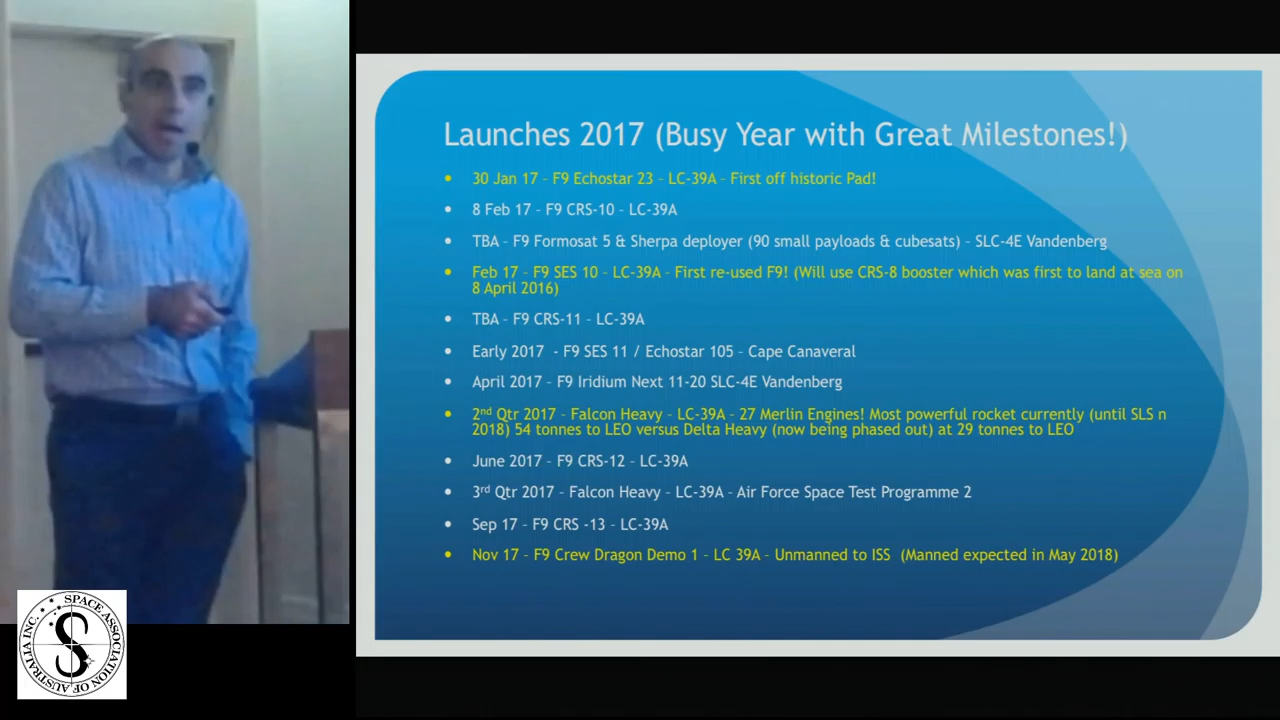 Launches 2017 (Busy Year with Great Milestones!)
• 30 Jan 17 – F9 Echostar 23 – LC-39A – First off historic Pad!
• 8 Feb 17 – F9 CRS-10 – LC-39A
• TBA – F9 Formosat 5 & Sherpa deployer (90 small payloads & cubesats) – SLC-4E Vandenberg
• Feb 17 – F9 SES 10 – LC-39A – First re-used F9! (Will use CRS-8 booster which was first to land at sea on
8 April 2016)
• TBA – F9 CRS-11 – LC-39A
• Early 2017 - F9 SES 11 / Echostar 105 – Cape Canaveral
• April 2017 – F9 Iridium Next 11-20 SLC-4E Vandenberg
• 2nd Qtr 2017 – Falcon Heavy – LC-39A – 27 Merlin Engines! Most powerful rocket currently (until SLS n
2018) 54 tonnes to LEO versus Delta Heavy (now being phased out) at 29 tonnes to LEO
• June 2017 – F9 CRS-12 – LC-39A
• 3rd Qtr 2017 – Falcon Heavy – LC-39A – Air Force Space Test Programme 2
• Sep 17 – F9 CRS -13 – LC-39A
• Nov 17 – F9 Crew Dragon Demo 1 – LC 39A – Unmanned to ISS (Manned expected in May 2018)
SPACE ASSOCIATION OF AUSTRALIA INC.
S